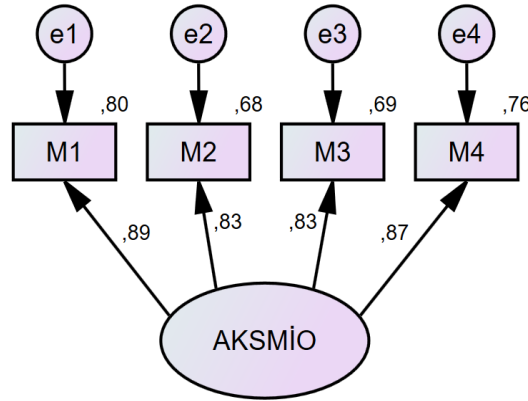 e1 e2 e3 e4
,80 ,68 ,69 ,76
M1 M2 M3 M4
,89 ,83 ,83 ,87
AKSMİO